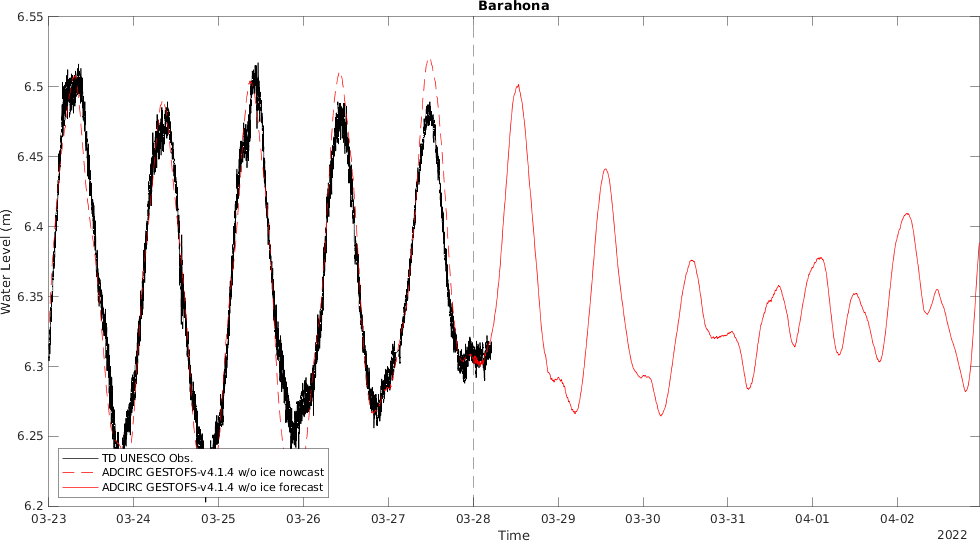 Barahona
6.55
6.5
6.45
6.4
6.35
6.3
6.25
6.2
Water Level (m)
TD UNESCO Obs.
ADCIRC GESTOFS-v4.1.4 w/o ice nowcast
ADCIRC GESTOFS-v4.1.4 w/o ice forecast
03-23 03-24 03-25 03-26 03-27 03-28 03-29 03-30 03-31 04-01 04-02
Time
2022